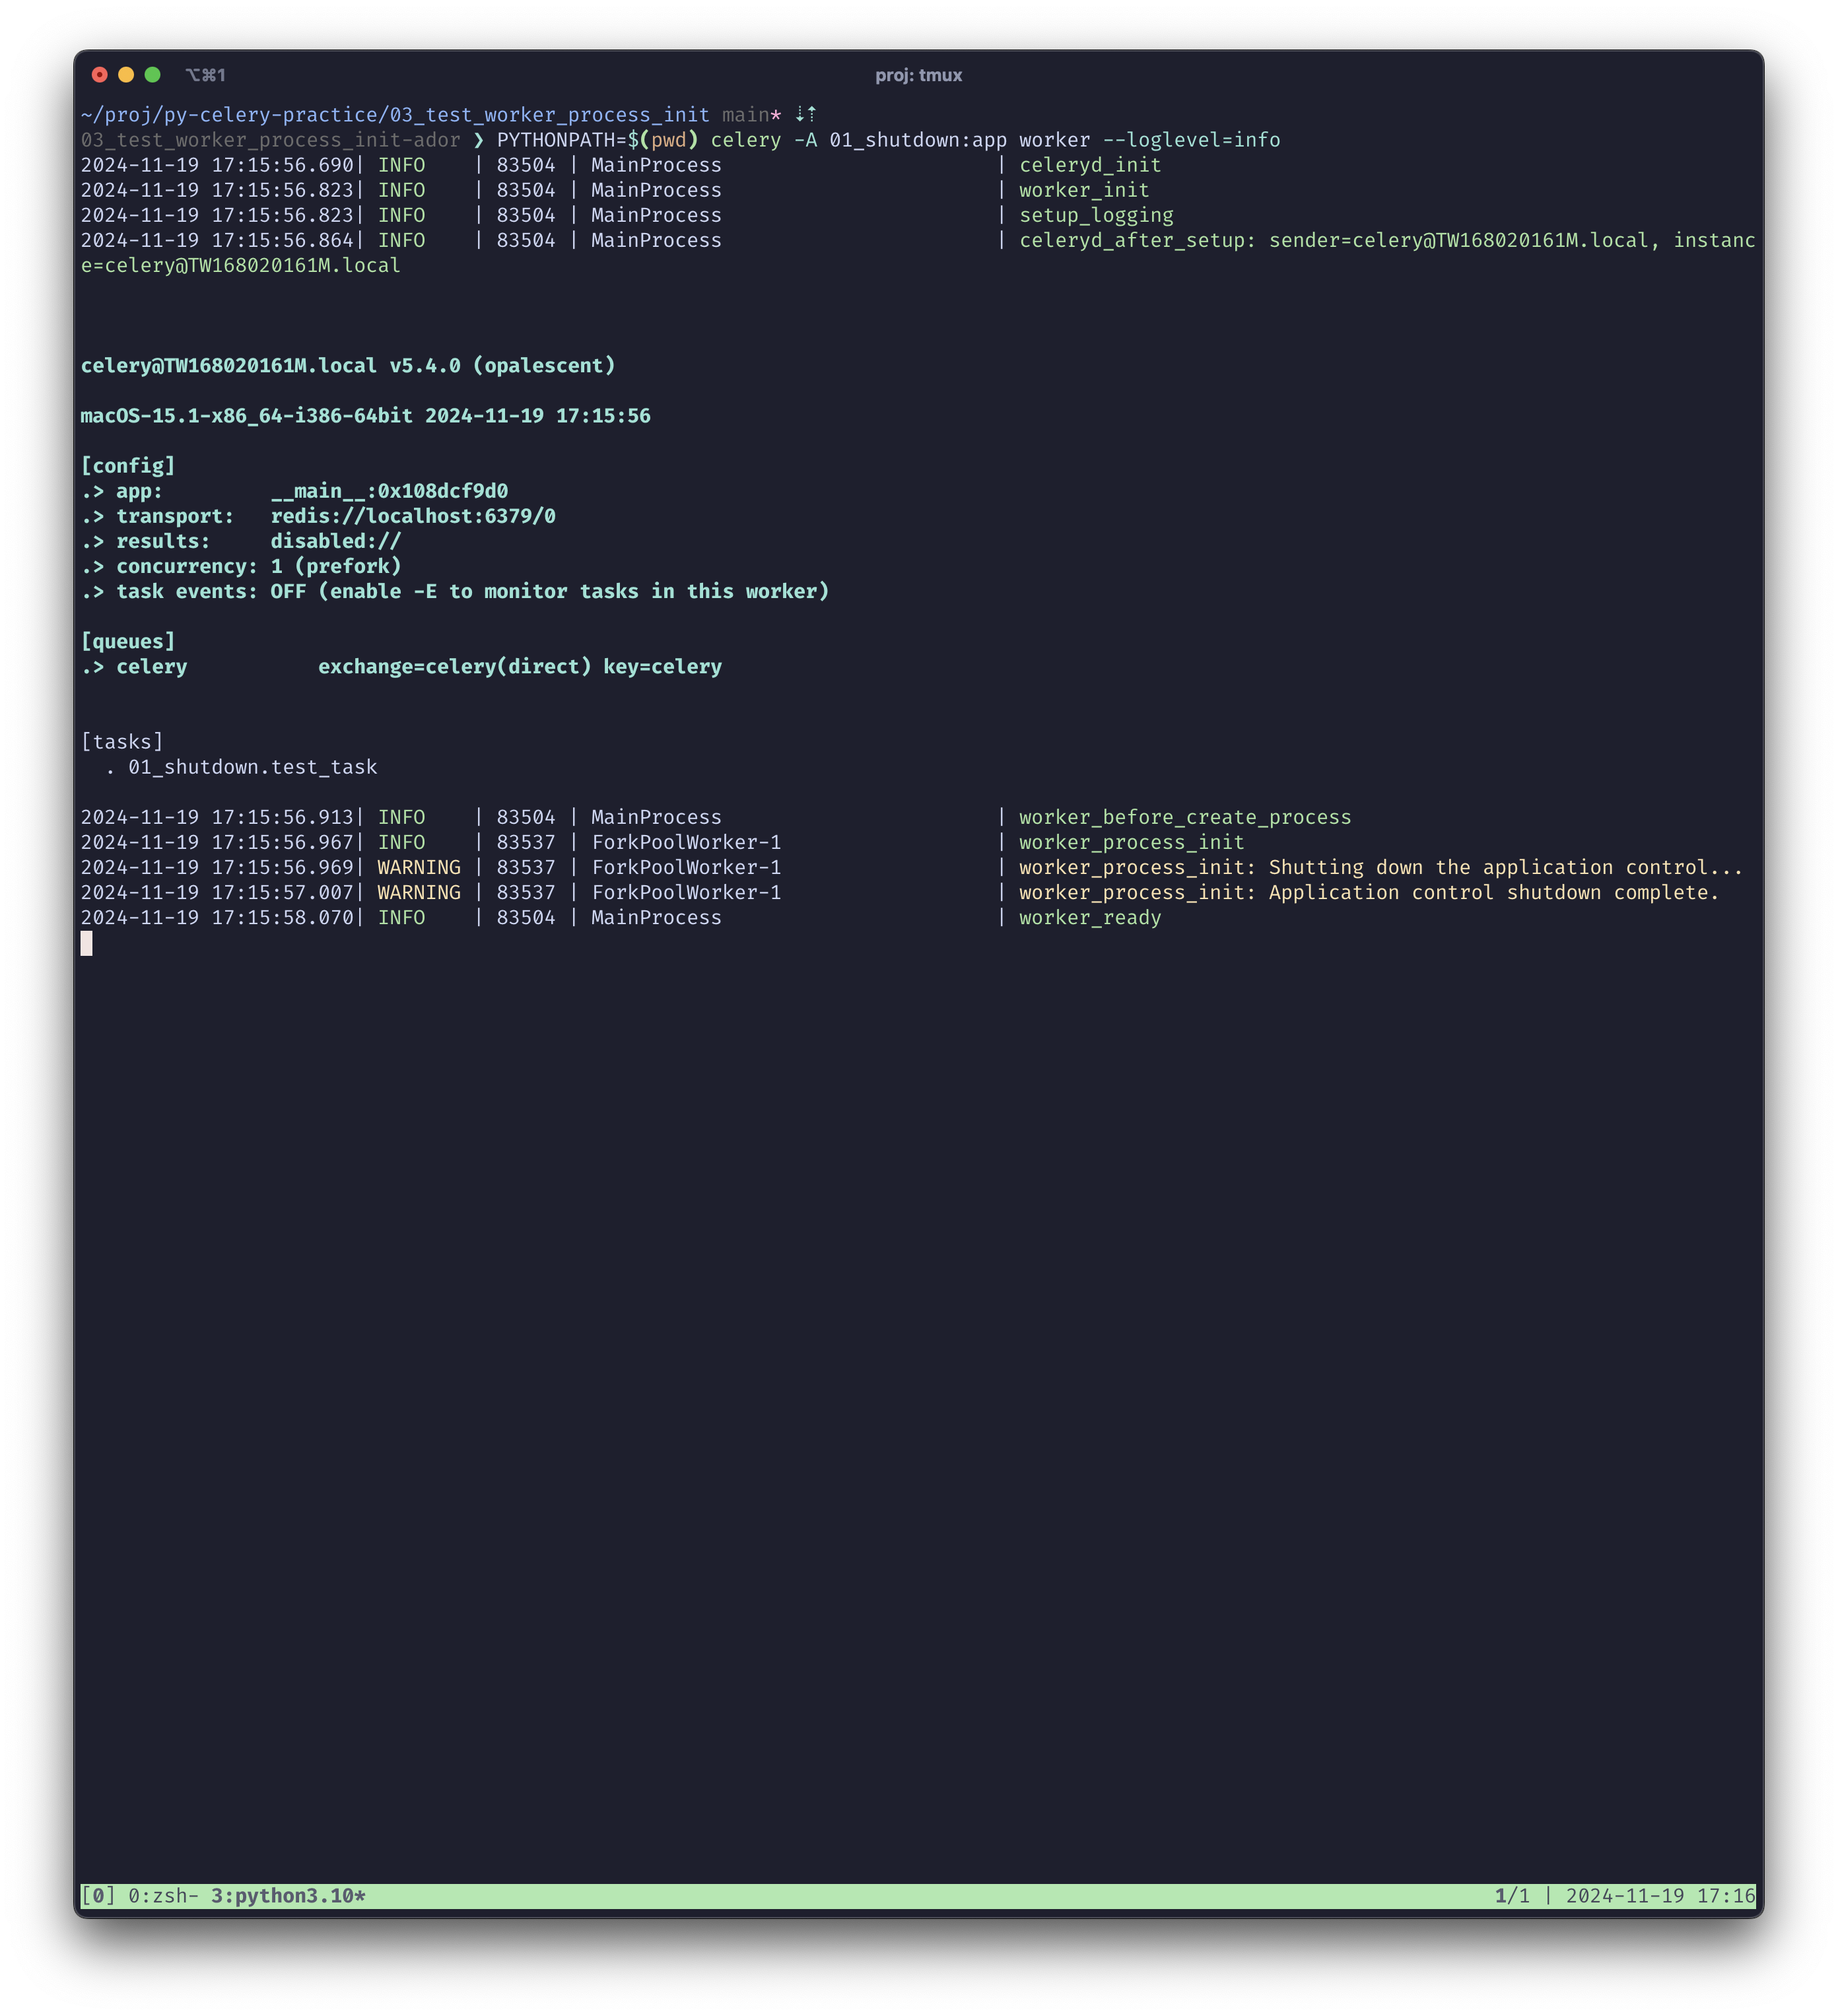 ⌥⌘1 proj: tmux
~/proj/py-celery-practice/03_test_worker_process_init main* ⇣⇡
03_test_worker_process_init-ador ❯ PYTHONPATH=$(pwd) celery -A 01_shutdown:app worker --loglevel=info
2024-11-19 17:15:56.690| INFO    | 83504 | MainProcess                       | celeryd_init
2024-11-19 17:15:56.823| INFO    | 83504 | MainProcess                       | worker_init
2024-11-19 17:15:56.823| INFO    | 83504 | MainProcess                       | setup_logging
2024-11-19 17:15:56.864| INFO    | 83504 | MainProcess                       | celeryd_after_setup: sender=celery@TW168020161M.local, instanc
e=celery@TW168020161M.local
celery@TW168020161M.local v5.4.0 (opalescent)
macOS-15.1-x86_64-i386-64bit 2024-11-19 17:15:56
[config]
.> app:         __main__:0x108dcf9d0
.> transport:   redis://localhost:6379/0
.> results:     disabled://
.> concurrency: 1 (prefork)
.> task events: OFF (enable -E to monitor tasks in this worker)
[queues]
.> celery           exchange=celery(direct) key=celery
[tasks]
  . 01_shutdown.test_task
2024-11-19 17:15:56.913| INFO    | 83504 | MainProcess                       | worker_before_create_process
2024-11-19 17:15:56.967| INFO    | 83537 | ForkPoolWorker-1                  | worker_process_init
2024-11-19 17:15:56.969| WARNING | 83537 | ForkPoolWorker-1                  | worker_process_init: Shutting down the application control...
2024-11-19 17:15:57.007| WARNING | 83537 | ForkPoolWorker-1                  | worker_process_init: Application control shutdown complete.
2024-11-19 17:15:58.070| INFO    | 83504 | MainProcess                       | worker_ready
[0] 0:zsh- 3:python3.10* 1/1 | 2024-11-19 17:16